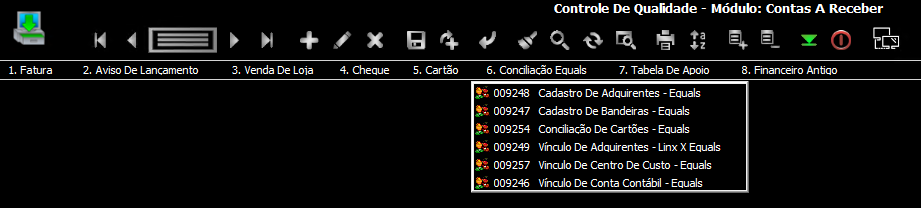 Controle De Qualidade - Módulo: Contas A Receber
1. Fatura 2. Aviso De Lançamento 3. Venda De Loja 4. Cheque 5. Cartão 6. Conciliação Equals 7. Tabela De Apoio 8. Financeiro Antigo
009248 Cadastro De Adquirentes - Equals
009247 Cadastro De Bandeiras - Equals
009254 Conciliação De Cartões - Equals
009249 Vínculo De Adquirentes - Linx X Equals
009257 Vinculo De Centro De Custo - Equals
009246 Vínculo De Conta Contábil - Equals